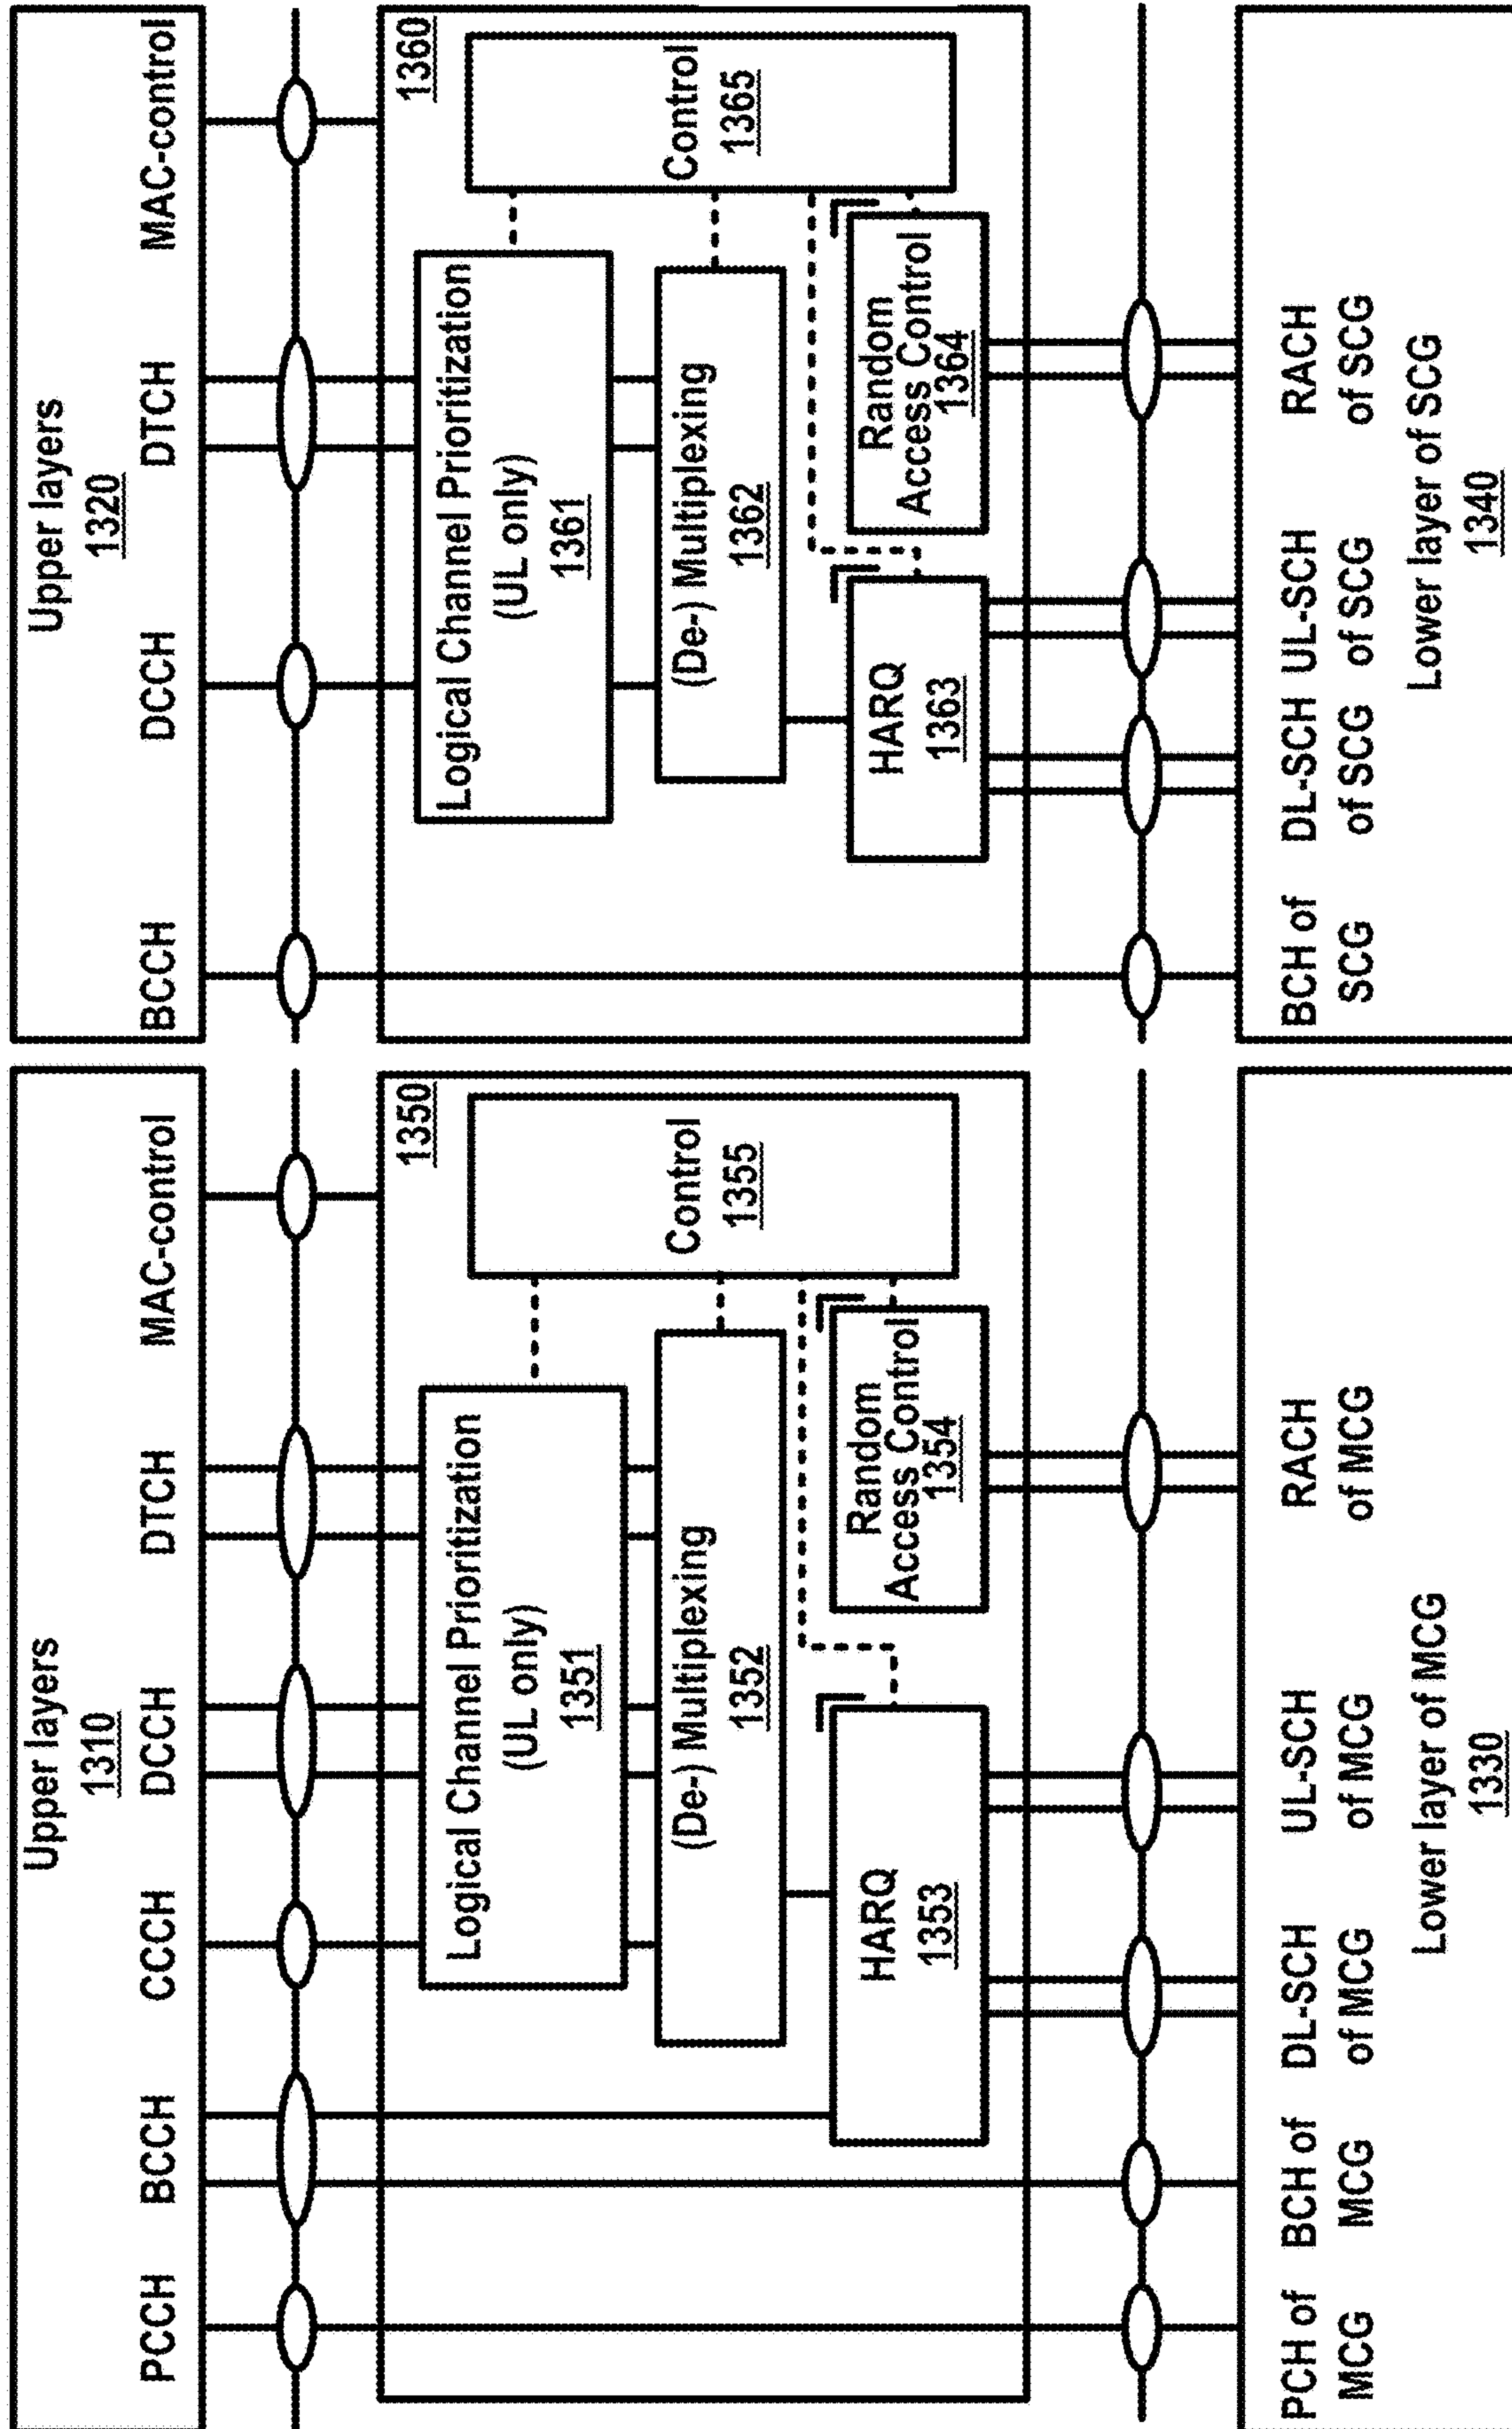 Upper layers
1310
PCCH
BCCH
CCCH
DCCH
DTCH
MAC-control
1350
Logical Channel Prioritization
(UL only)
1351
(De-) Multiplexing
1352
HARQ
1353
Random
Access Control
1354
Control
1355
PCH of
MCG
BCH of
MCG
DL-SCH
of MCG
UL-SCH
of MCG
RACH
of MCG
Lower layer of MCG
1330
Upper layers
1320
BCCH
DCCH
DTCH
MAC-control
1360
Logical Channel Prioritization
(UL only)
1361
(De-) Multiplexing
1362
HARQ
1363
Random
Access Control
1364
Control
1365
BCH of
SCG
DL-SCH
of SCG
UL-SCH
of SCG
RACH
of SCG
Lower layer of SCG
1340